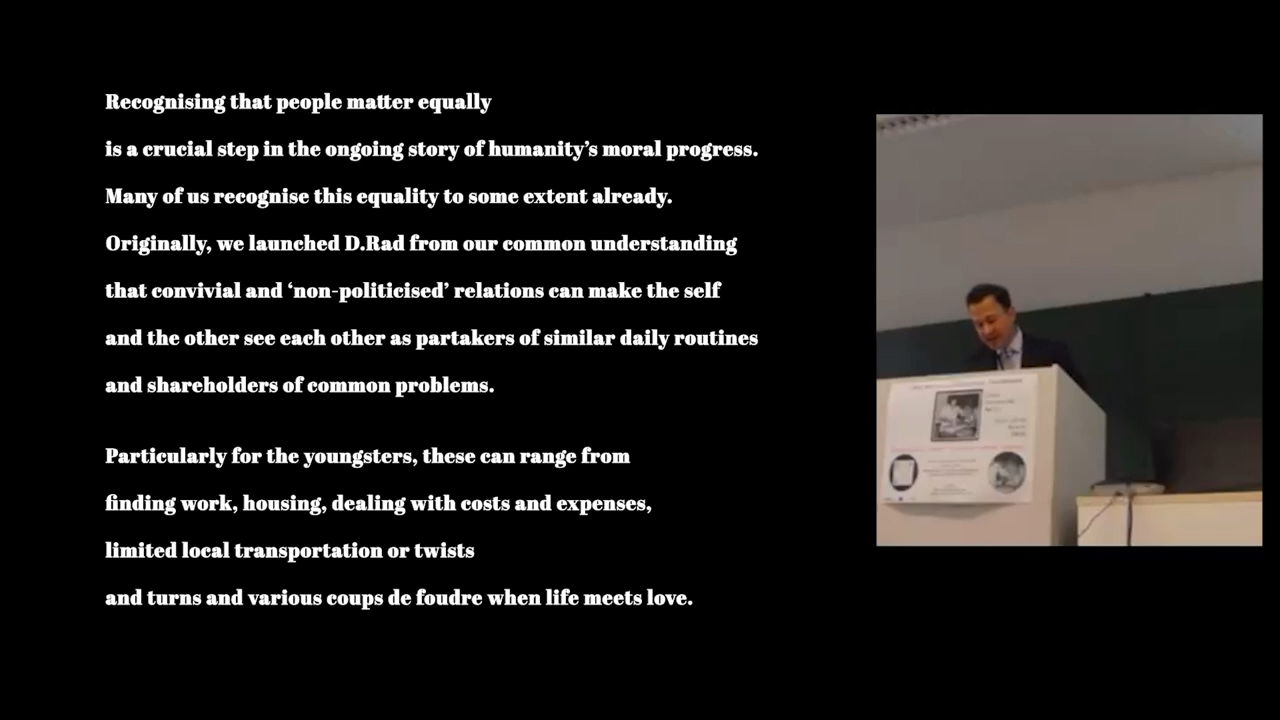 Recognising that people matter equally
is a crucial step in the ongoing story of humanity’s moral progress.
Many of us recognise this equality to some extent already.
Originally, we launched D.Rad from our common understanding
that convivial and ‘non-politicised’ relations can make the self
and the other see each other as partakers of similar daily routines
and shareholders of common problems.
Particularly for the youngsters, these can range from
finding work, housing, dealing with costs and expenses,
limited local transportation or twists
and turns and various coups de foudre when life meets love.